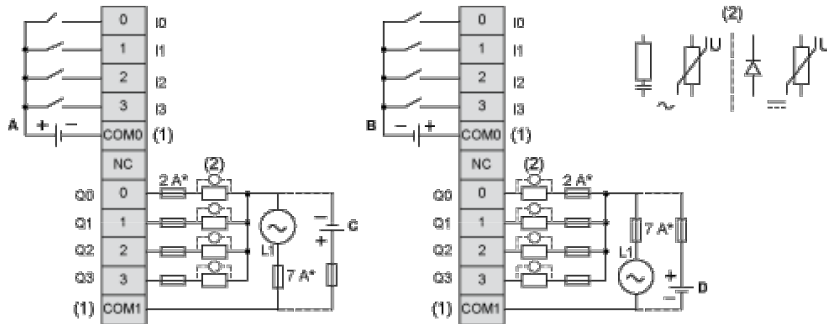 0 I0
1 I1
2 I2
3 I3
A + − COM0 (1)
NC
(2)
Q0 0 2 A*
Q1 1
Q2 2 L1
Q3 3 7 A*
− C
+
(1) COM1
0 I0
1 I1
2 I2
3 I3
B − + COM0 (1)
NC
(2)
Q0 0 2 A*
Q1 1 7 A*
Q2 2 L1
Q3 3
+
− D
(1) COM1
(2)
U U